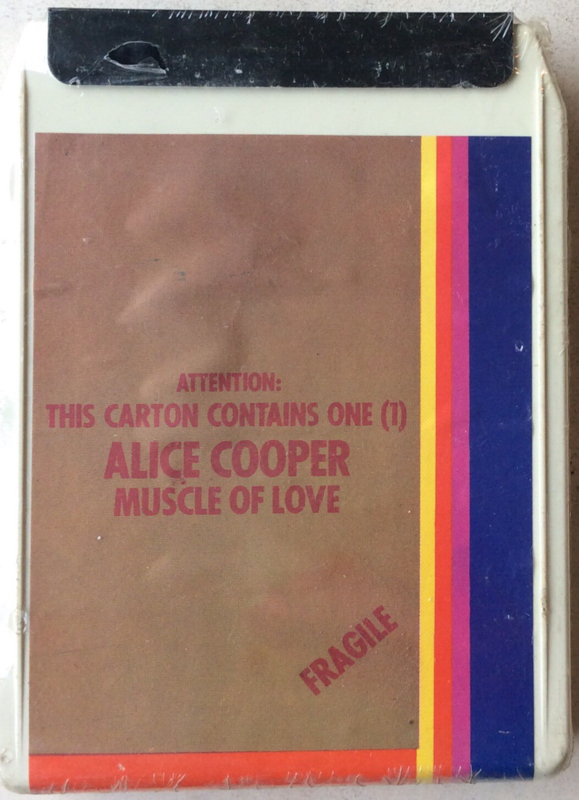 ATTENTION:
THIS CARTON CONTAINS ONE (1)
ALICE COOPER
MUSCLE OF LOVE
FRAGILE